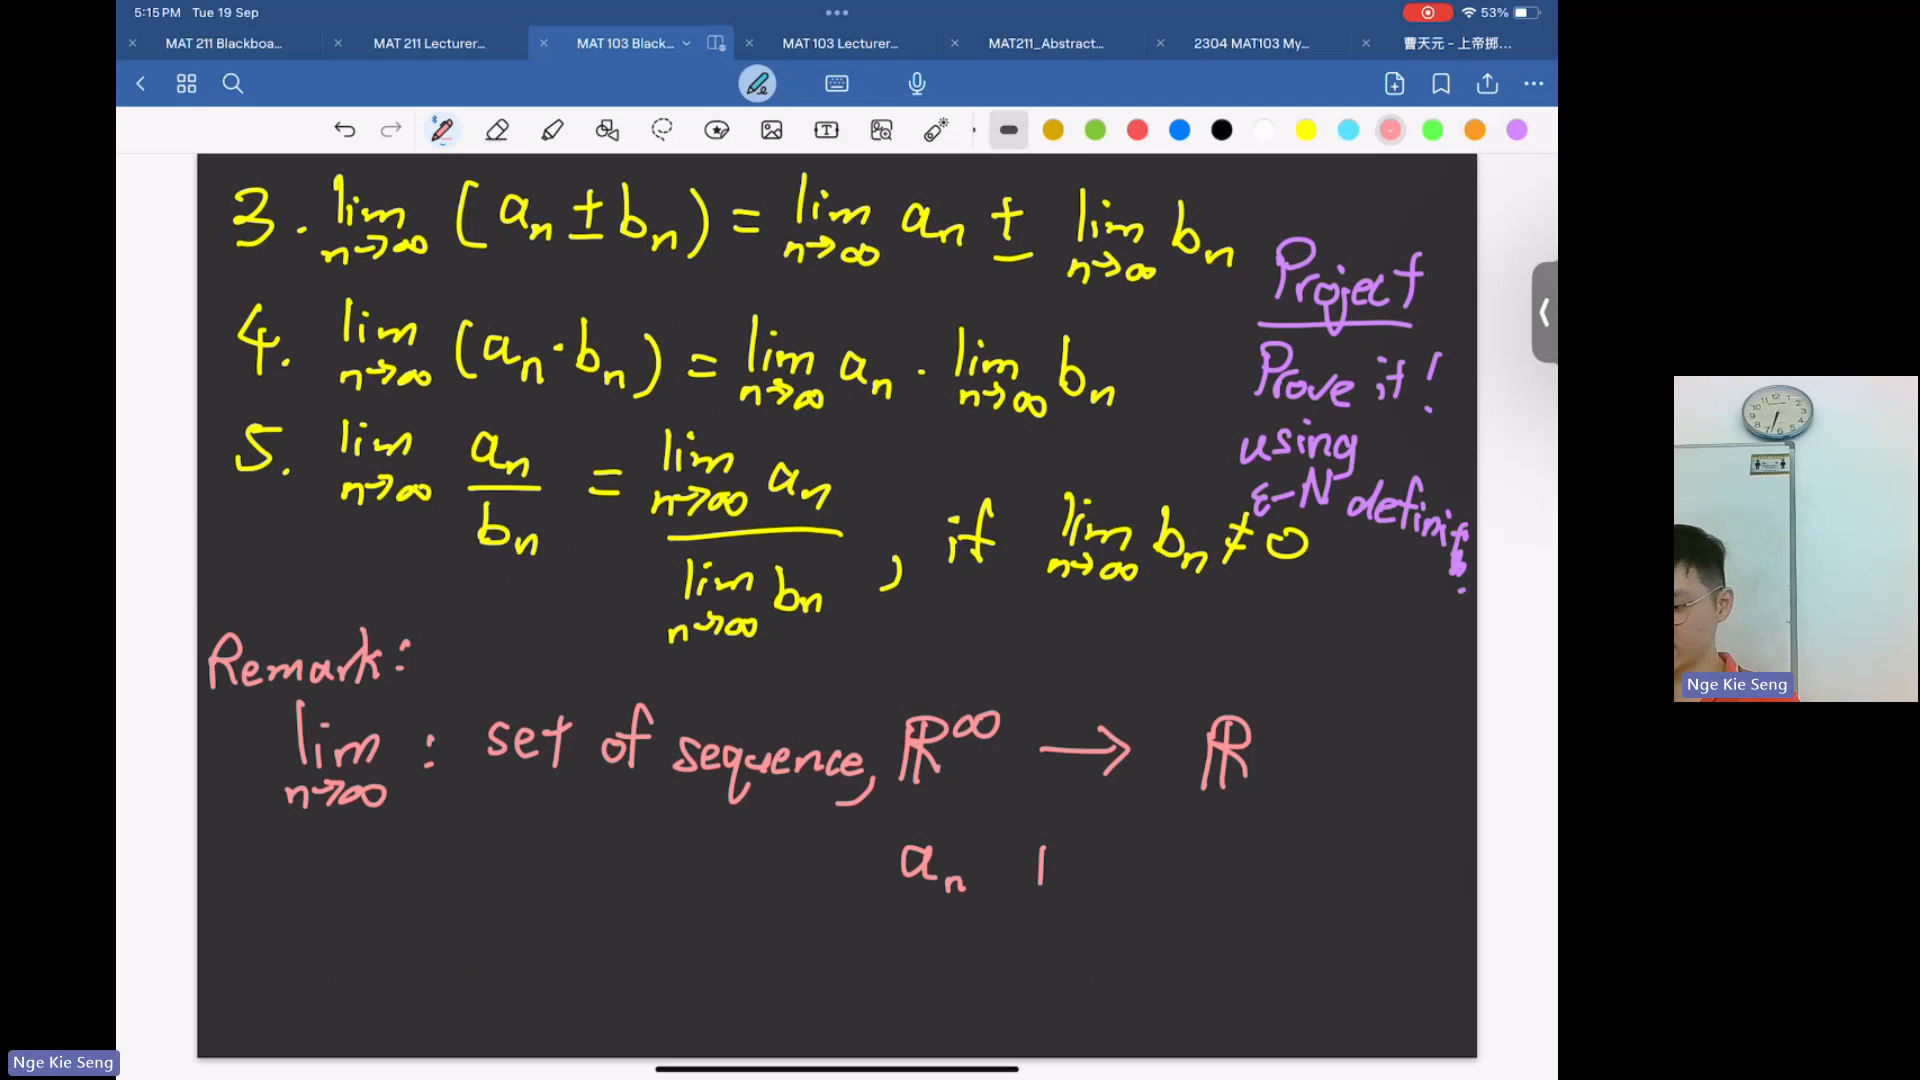 5:15 PM Tue 19 Sep
53%
MAT 211 Blackboa...
MAT 211 Lecturer...
MAT 103 Black...
MAT 103 Lecturer...
MAT211_Abstract...
2304 MAT103 My...
曹天元 - 上帝掷...
3. lim n→∞ (aₙ ± bₙ) = lim n→∞ aₙ ± lim n→∞ bₙ
4. lim n→∞ (aₙ · bₙ) = lim n→∞ aₙ · lim n→∞ bₙ
5. lim n→∞ aₙ/bₙ = lim n→∞ aₙ / lim n→∞ bₙ , if lim n→∞ bₙ ≠ 0
Project
Prove it!
using
ε-N definit
Remark:
lim n→∞ : set of sequence, ℝ^∞ → ℝ
aₙ |
Nge Kie Seng
Nge Kie Seng